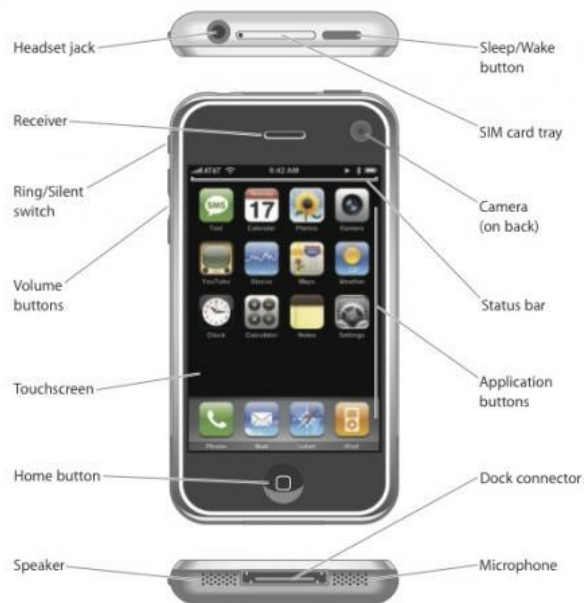 Headset jack
Sleep/Wake
button
Receiver
SIM card tray
AT&T 9:42 AM
Ring/Silent
switch
Camera
(on back)
SMS 17
Text Calendar Photos Camera
Volume
buttons
YouTube Stocks Maps Weather
Status bar
Clock Calculator Notes Settings
Touchscreen
Application
buttons
Phone Mail Safari iPod
Home button
Dock connector
Speaker
Microphone